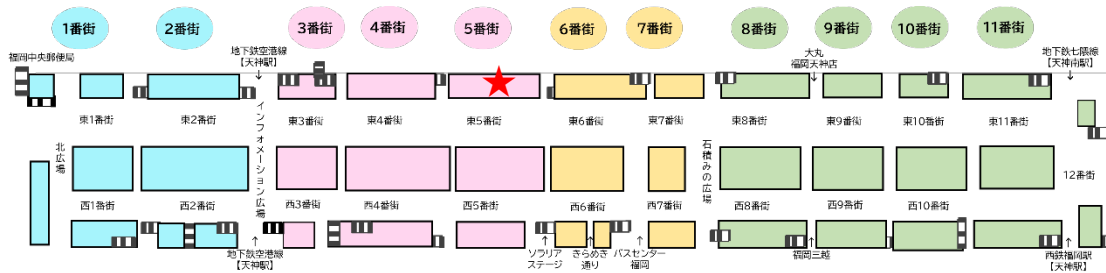 1番街
2番街
3番街
4番街
5番街
6番街
7番街
8番街
9番街
10番街
11番街
福岡中央郵便局
地下鉄空港線
【天神駅】
大丸
福岡天神店
地下鉄七隈線
【天神南駅】
東1番街
東2番街
東3番街
東4番街
東5番街
東6番街
東7番街
東8番街
東9番街
東10番街
東11番街
北広場
インフォメーション広場
石積みの広場
12番街
西1番街
西2番街
西3番街
西4番街
西5番街
西6番街
西7番街
西8番街
西9番街
西10番街
地下鉄空港線
【天神駅】
ソラリア
ステージ
きらめき
通り
バスセンター
福岡
福岡三越
西鉄福岡駅
【天神駅】